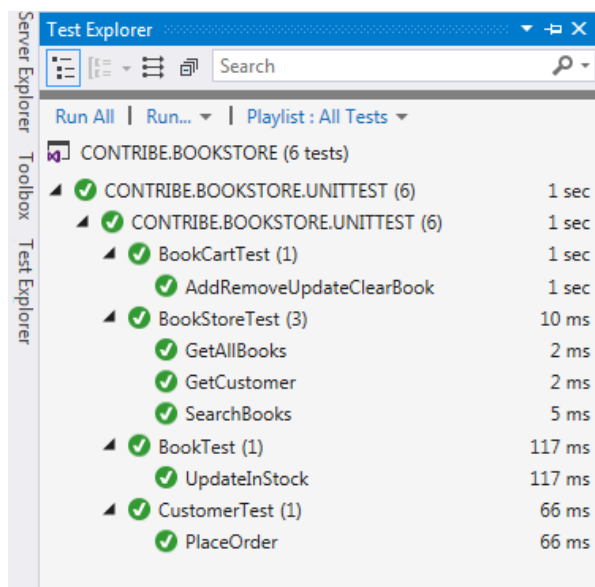 Server Explorer
Toolbox
Test Explorer
Test Explorer
Search
Run All | Run... | Playlist : All Tests
CONTRIBE.BOOKSTORE (6 tests)
CONTRIBE.BOOKSTORE.UNITTEST (6) 1 sec
CONTRIBE.BOOKSTORE.UNITTEST (6) 1 sec
BookCartTest (1) 1 sec
AddRemoveUpdateClearBook 1 sec
BookStoreTest (3) 10 ms
GetAllBooks 2 ms
GetCustomer 2 ms
SearchBooks 5 ms
BookTest (1) 117 ms
UpdateInStock 117 ms
CustomerTest (1) 66 ms
PlaceOrder 66 ms